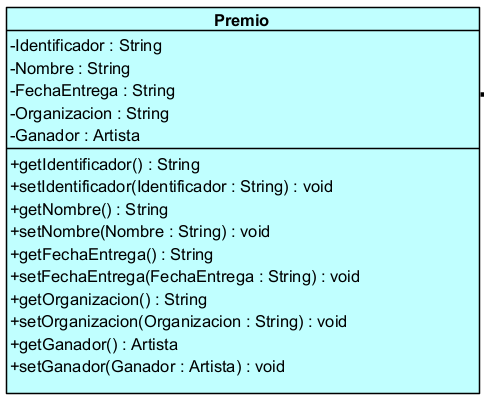 Premio
-Identificador : String
-Nombre : String
-FechaEntrega : String
-Organizacion : String
-Ganador : Artista
+getIdentificador() : String
+setIdentificador(Identificador : String) : void
+getNombre() : String
+setNombre(Nombre : String) : void
+getFechaEntrega() : String
+setFechaEntrega(FechaEntrega : String) : void
+getOrganizacion() : String
+setOrganizacion(Organizacion : String) : void
+getGanador() : Artista
+setGanador(Ganador : Artista) : void